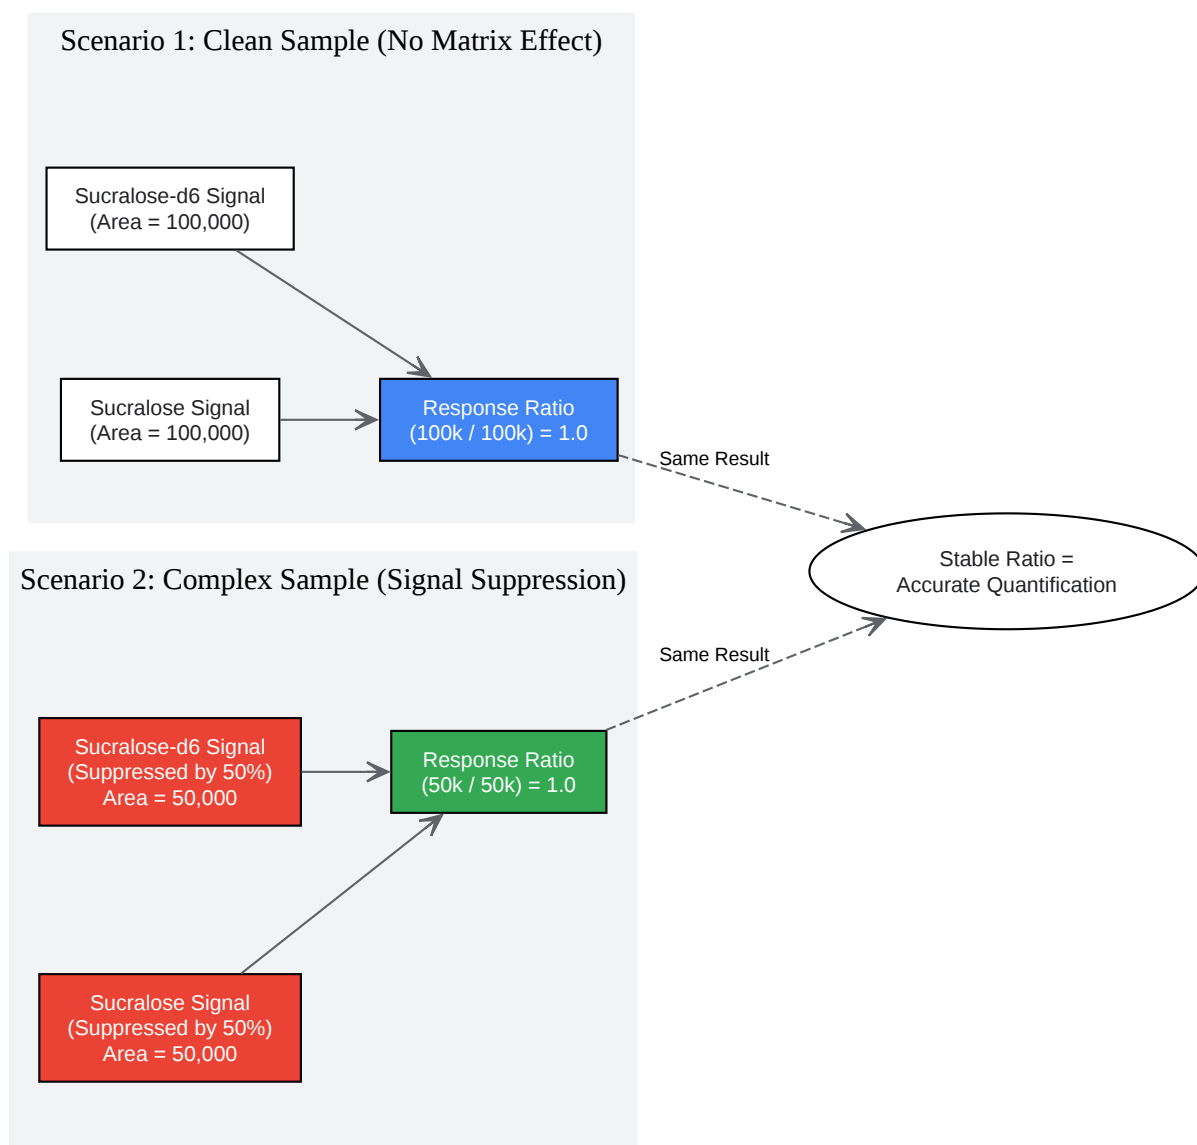 Scenario 1: Clean Sample (No Matrix Effect)
Sucralose-d6 Signal
(Area = 100,000)
Sucralose Signal
(Area = 100,000)
Response Ratio
(100k / 100k) = 1.0
Same Result
Stable Ratio =
Accurate Quantification
Scenario 2: Complex Sample (Signal Suppression)
Same Result
Sucralose-d6 Signal
(Suppressed by 50%)
Area = 50,000
Response Ratio
(50k / 50k) = 1.0
Sucralose Signal
(Suppressed by 50%)
Area = 50,000